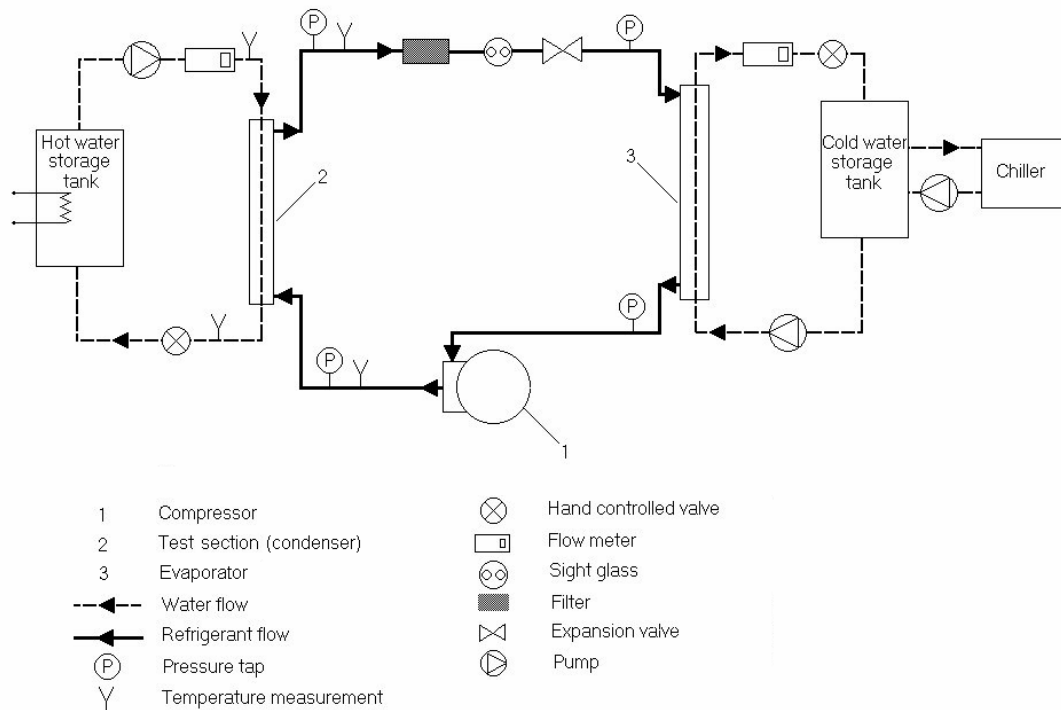 P
P
Hot water
storage
tank
2
3
Cold water
storage
tank
Chiller
P
P
1
1 Compressor
2 Test section (condenser)
3 Evaporator
Water flow
Refrigerant flow
P Pressure tap
Temperature measurement
Hand controlled valve
Flow meter
Sight glass
Filter
Expansion valve
Pump